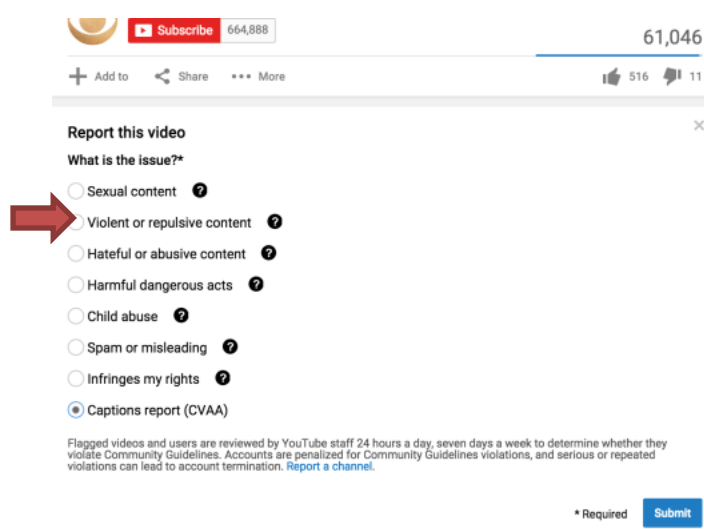 Subscribe 664,888
61,046
Add to Share More 516 11
Report this video
What is the issue?*
Sexual content ?
Violent or repulsive content ?
Hateful or abusive content ?
Harmful dangerous acts ?
Child abuse ?
Spam or misleading ?
Infringes my rights ?
Captions report (CVAA)
Flagged videos and users are reviewed by YouTube staff 24 hours a day, seven days a week to determine whether they
violate Community Guidelines. Accounts are penalized for Community Guidelines violations, and serious or repeated
violations can lead to account termination. Report a channel.
* Required Submit